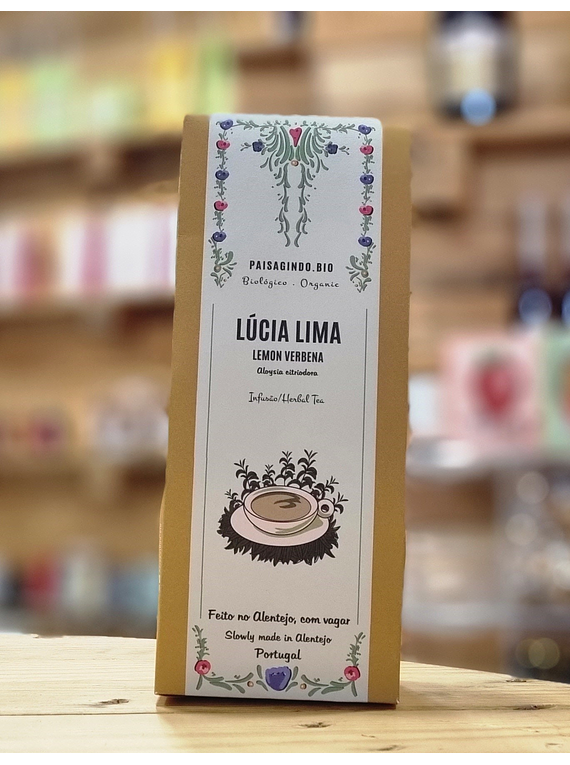 PAISAGINDO.BIO
Biológico . Organic
LÚCIA LIMA
LEMON VERBENA
Aloysia citriodora
Infusão/Herbal Tea
Feito no Alentejo, com vagar
Slowly made in Alentejo
Portugal